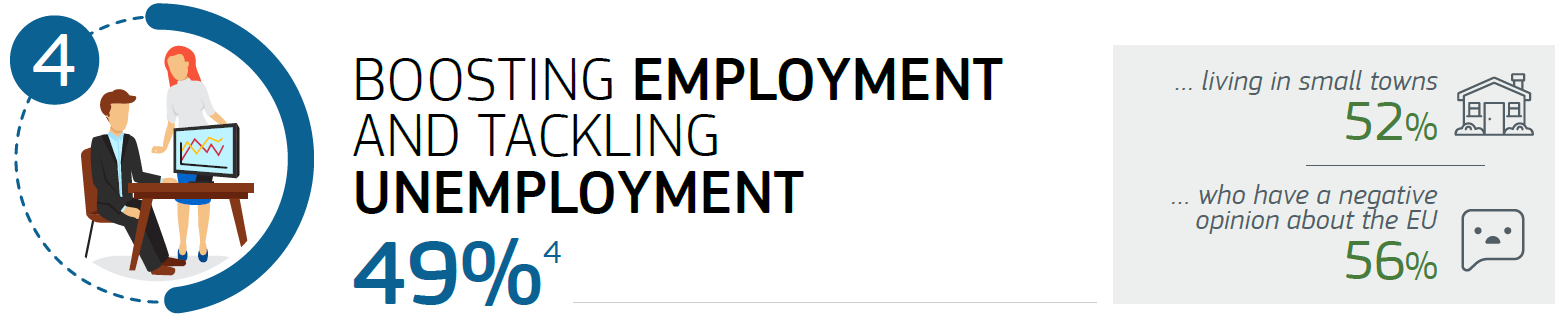 4
BOOSTING EMPLOYMENT
AND TACKLING
UNEMPLOYMENT
49%⁴
... living in small towns
52%
... who have a negative
opinion about the EU
56%